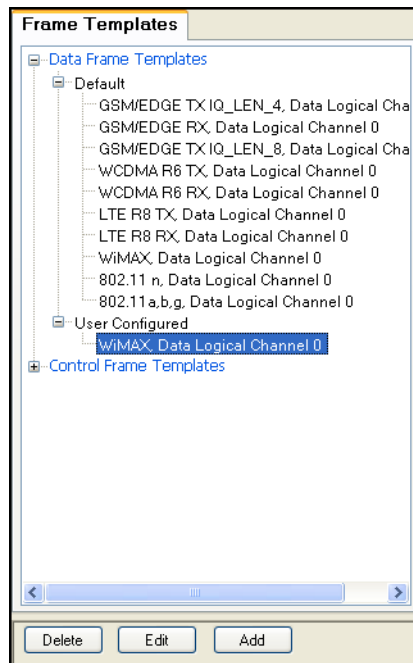 Frame Templates
Data Frame Templates
Default
GSM/EDGE TX IQ_LEN_4, Data Logical Cha
GSM/EDGE RX, Data Logical Channel 0
GSM/EDGE TX IQ_LEN_8, Data Logical Cha
WCDMA R6 TX, Data Logical Channel 0
WCDMA R6 RX, Data Logical Channel 0
LTE R8 TX, Data Logical Channel 0
LTE R8 RX, Data Logical Channel 0
WiMAX, Data Logical Channel 0
802.11 n, Data Logical Channel 0
802.11a,b,g, Data Logical Channel 0
User Configured
WiMAX, Data Logical Channel 0
Control Frame Templates
Delete Edit Add